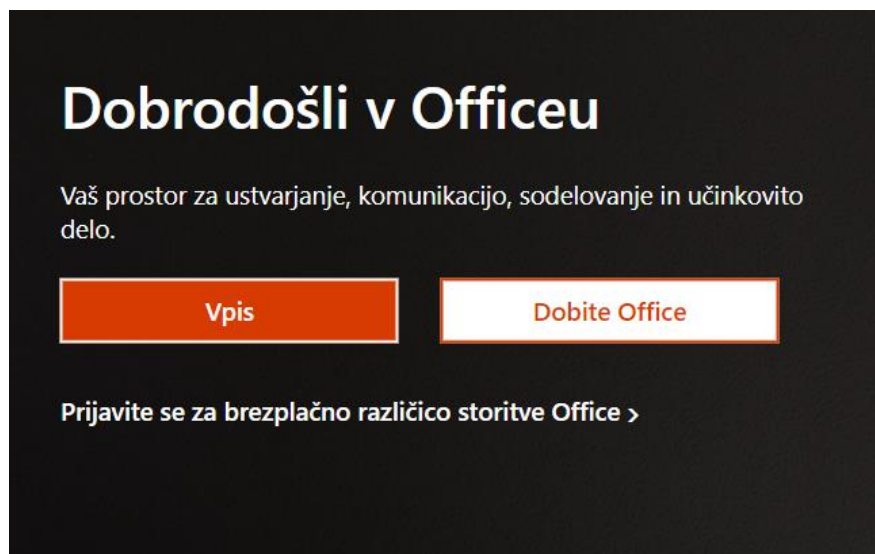 Dobrodošli v Officeu
Vaš prostor za ustvarjanje, komunikacijo, sodelovanje in učinkovito
delo.
Vpis
Dobite Office
Prijavite se za brezplačno različico storitve Office >